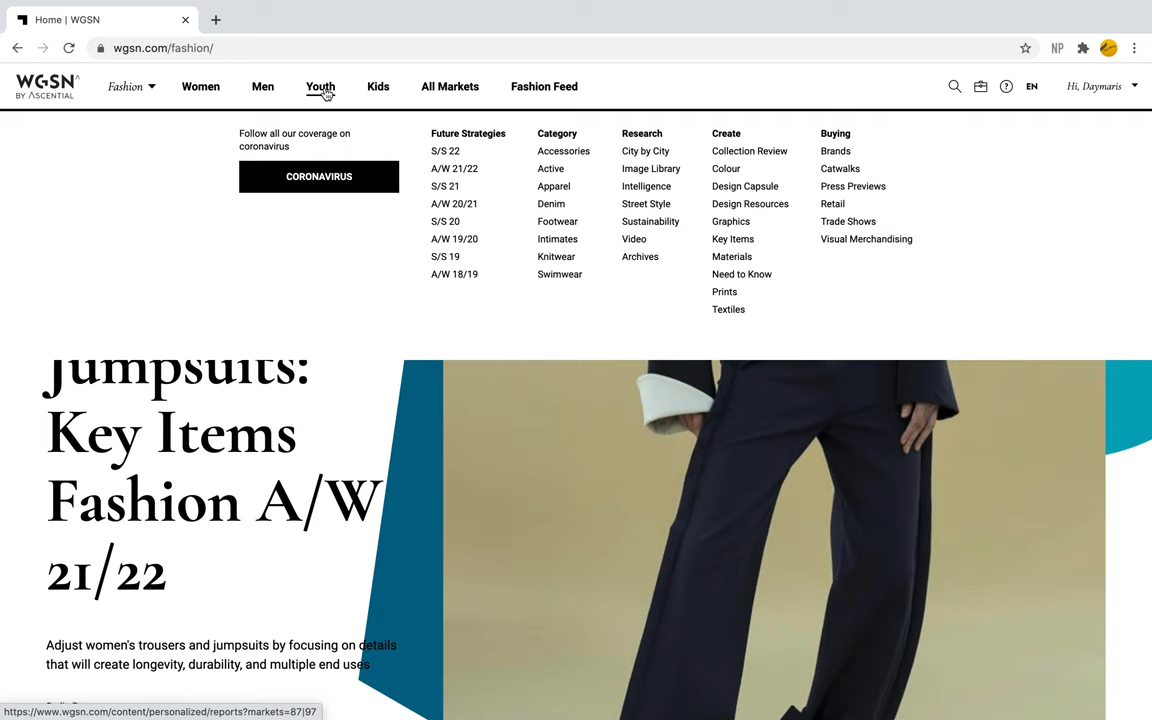 Home | WGSN
wgsn.com/fashion/
NP
WGSN
BY ASCENTIAL
Fashion
Women
Men
Youth
Kids
All Markets
Fashion Feed
EN
Hi, Daymaris
Follow all our coverage on
coronavirus
CORONAVIRUS
Future Strategies
S/S 22
A/W 21/22
S/S 21
A/W 20/21
S/S 20
A/W 19/20
S/S 19
A/W 18/19
Category
Accessories
Active
Apparel
Denim
Footwear
Intimates
Knitwear
Swimwear
Research
City by City
Image Library
Intelligence
Street Style
Sustainability
Video
Archives
Create
Collection Review
Colour
Design Capsule
Design Resources
Graphics
Key Items
Materials
Need to Know
Prints
Textiles
Buying
Brands
Catwalks
Press Previews
Retail
Trade Shows
Visual Merchandising
Jumpsuits:
Key Items
Fashion A/W
21/22
Adjust women's trousers and jumpsuits by focusing on details
that will create longevity, durability, and multiple end uses
https://www.wgsn.com/content/personalized/reports?markets=87|97